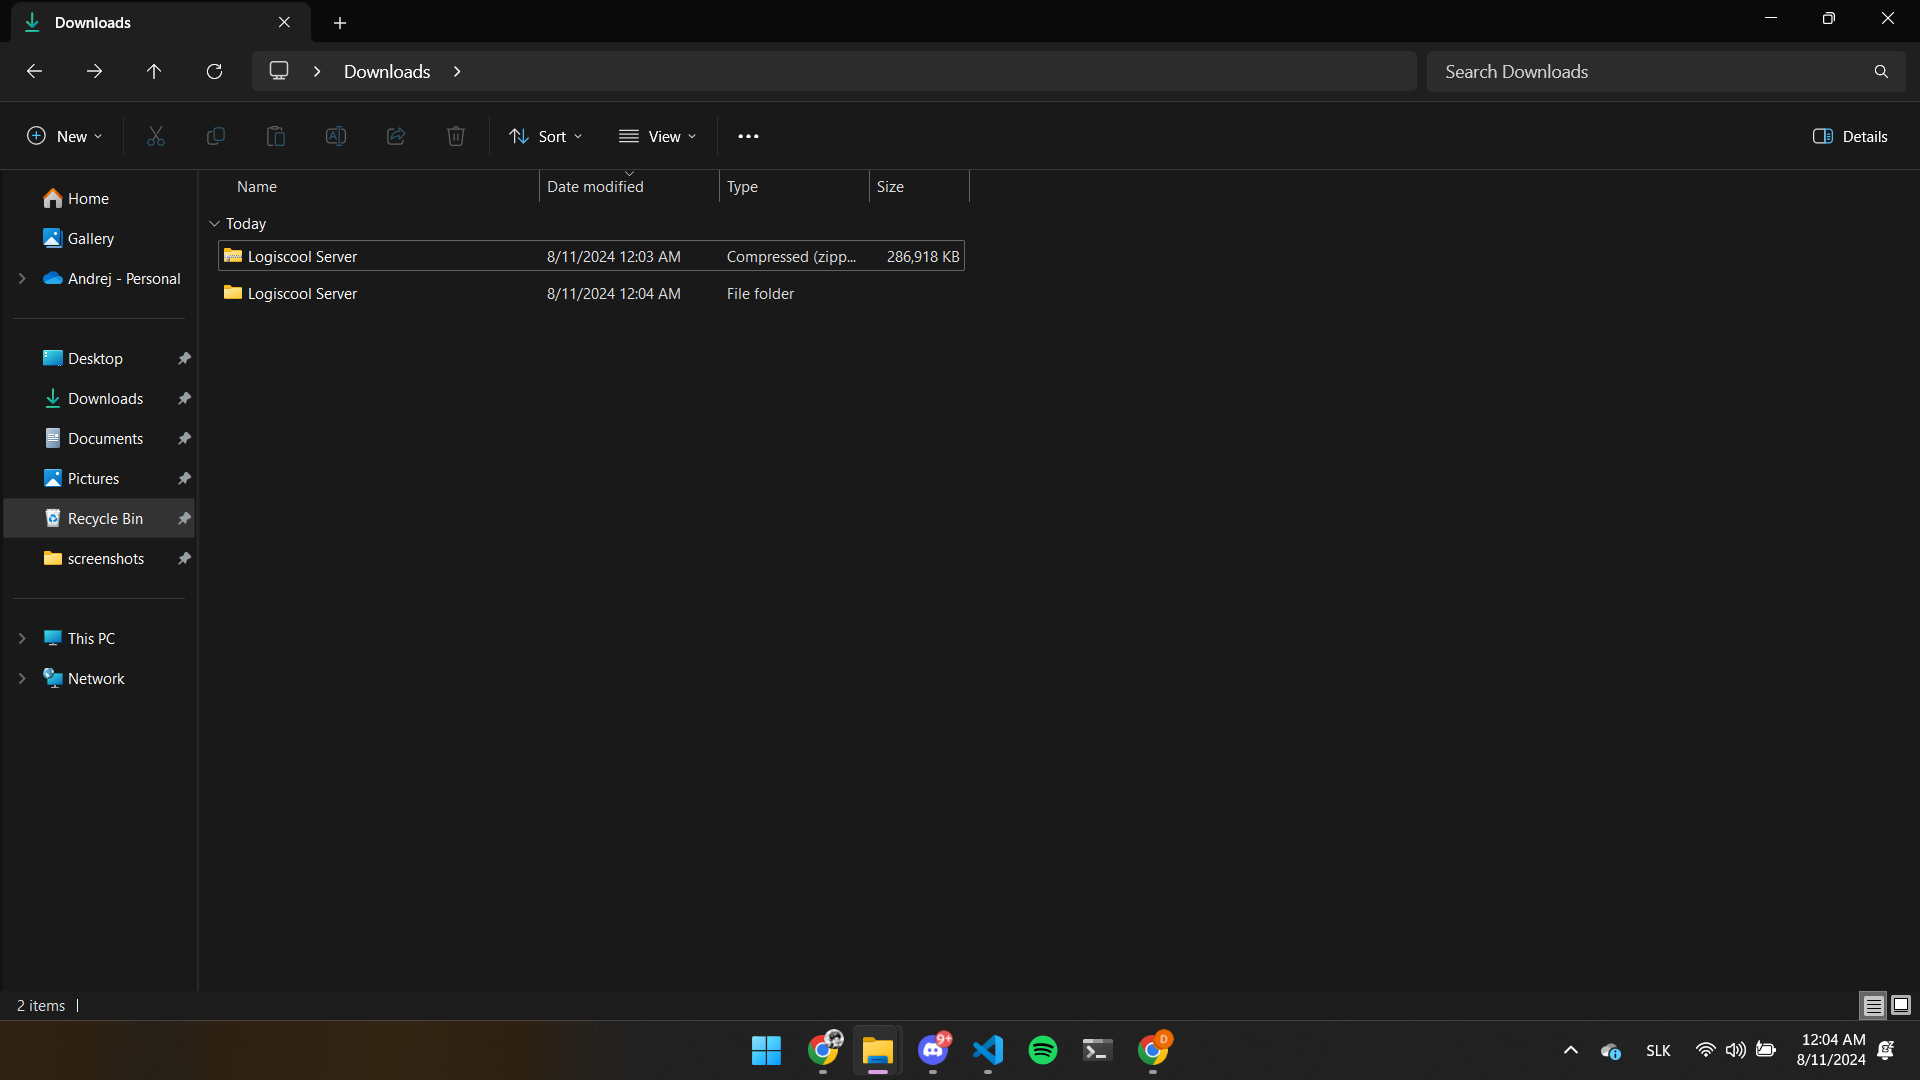 Downloads
Downloads
Search Downloads
New
Sort
View
Details
Name Date modified Type Size
Today
Logiscool Server 8/11/2024 12:03 AM Compressed (zipp... 286,918 KB
Logiscool Server 8/11/2024 12:04 AM File folder
Home
Gallery
Andrej - Personal
Desktop
Downloads
Documents
Pictures
Recycle Bin
screenshots
This PC
Network
2 items
9+
D
SLK
12:04 AM
8/11/2024